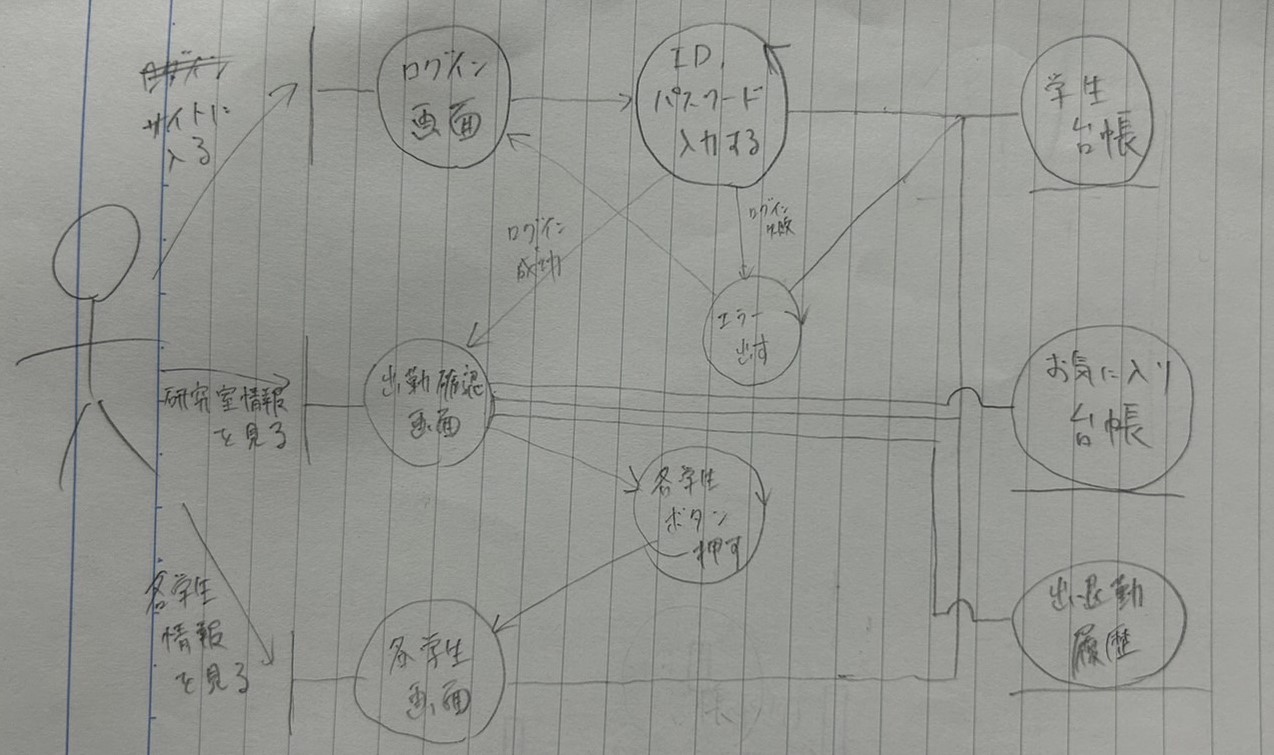 サイトに
入る
ログイン
画面
ID,
パスワード
入力する
学生
台帳
ログイン
成功
ログイン
失敗
エラー
出す
研究室情報
を見る
出勤確認
画面
お気に入り
台帳
各学生
ボタン
押す
各学生
情報
を見る
各学生
画面
出退勤
履歴